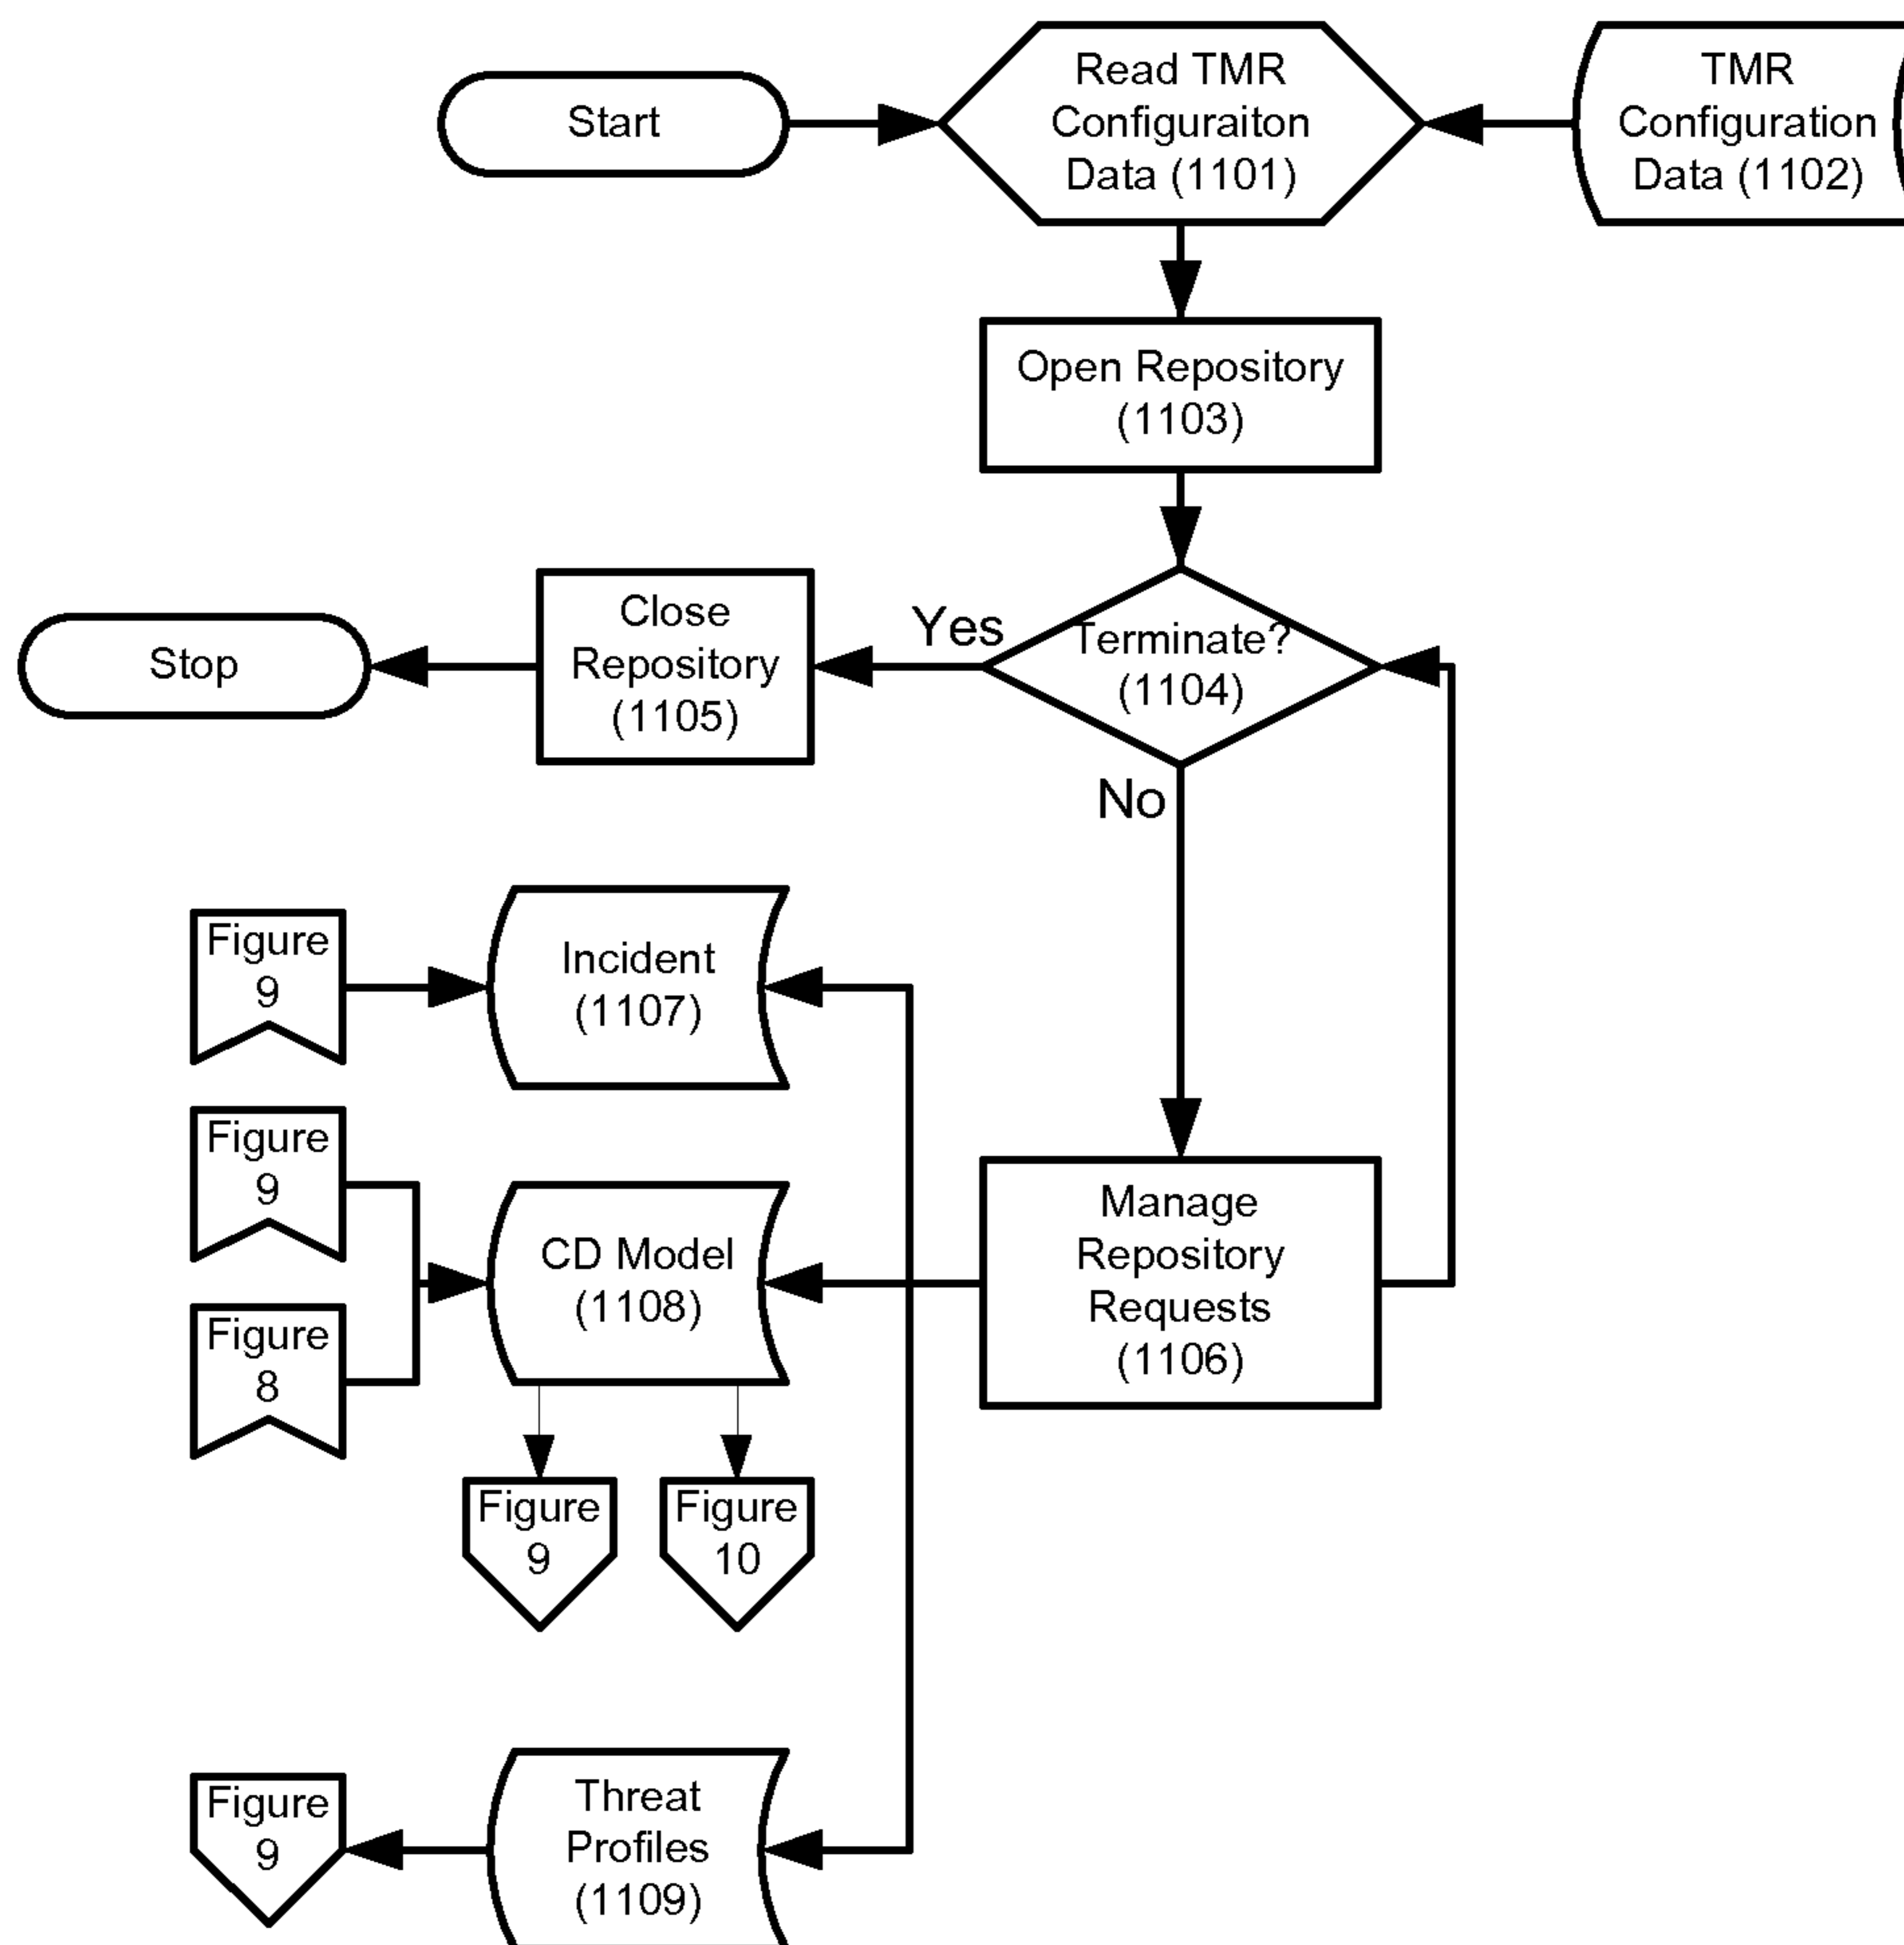 Start
Read TMR
Configuraiton
Data (1101)
TMR
Configuration
Data (1102)
Open Repository
(1103)
Terminate?
(1104)
Yes
No
Close
Repository
(1105)
Stop
Figure
9
Incident
(1107)
Figure
9
Figure
8
CD Model
(1108)
Manage
Repository
Requests
(1106)
Figure
9
Figure
10
Figure
9
Threat
Profiles
(1109)